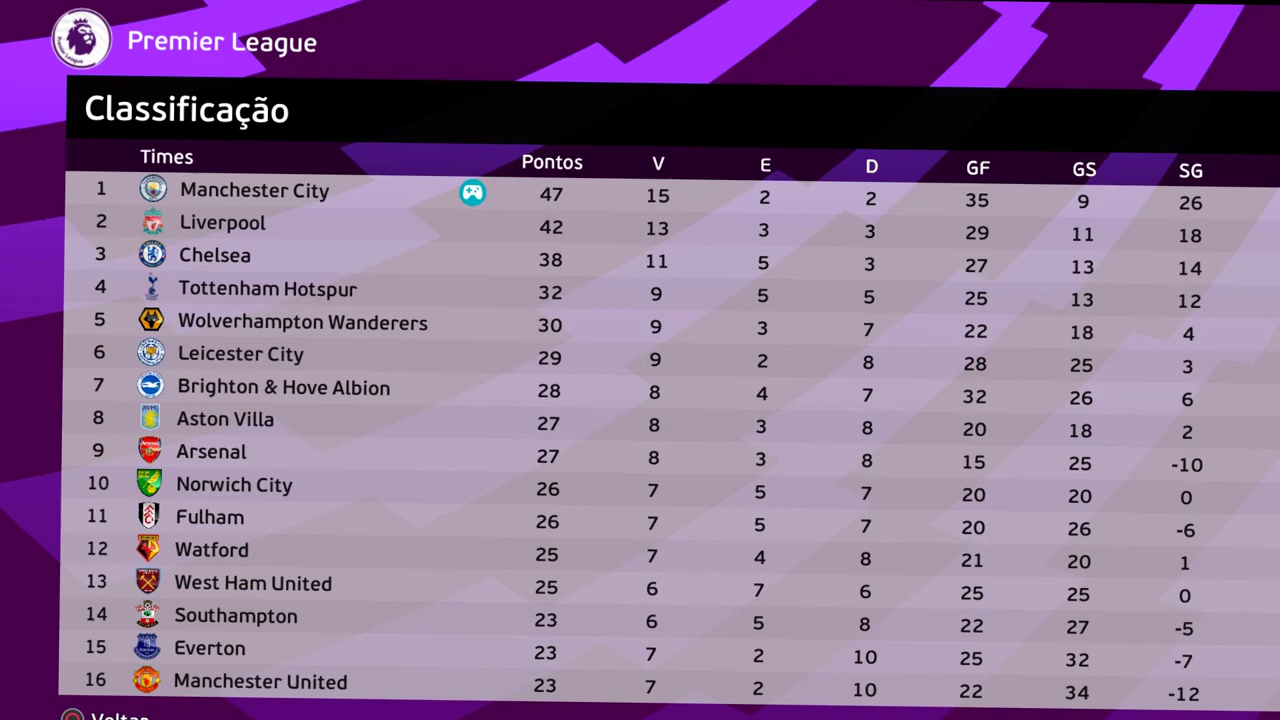 Premier League
Classificação
Times Pontos V E D GF GS SG
1 Manchester City 47 15 2 2 35 9 26
2 Liverpool 42 13 3 3 29 11 18
3 Chelsea 38 11 5 3 27 13 14
4 Tottenham Hotspur 32 9 5 5 25 13 12
5 Wolverhampton Wanderers 30 9 3 7 22 18 4
6 Leicester City 29 9 2 8 28 25 3
7 Brighton & Hove Albion 28 8 4 7 32 26 6
8 Aston Villa 27 8 3 8 20 18 2
9 Arsenal 27 8 3 8 15 25 -10
10 Norwich City 26 7 5 7 20 20 0
11 Fulham 26 7 5 7 20 26 -6
12 Watford 25 7 4 8 21 20 1
13 West Ham United 25 6 7 6 25 25 0
14 Southampton 23 6 5 8 22 27 -5
15 Everton 23 7 2 10 25 32 -7
16 Manchester United 23 7 2 10 22 34 -12
Voltar